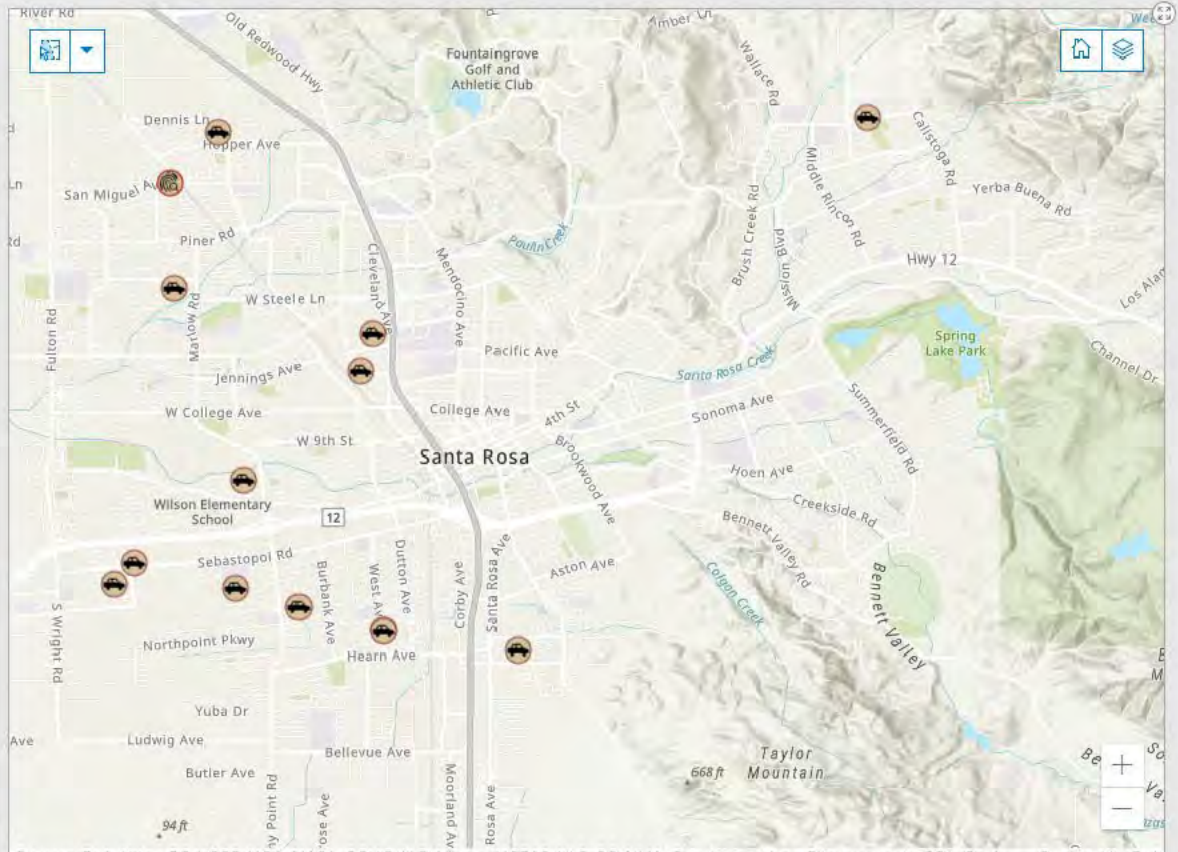 River Rd
Old Redwood Hwy
Amber Ln
Fountaingrove
Golf and
Athletic Club
Wallace Rd
Dennis Ln
Hopper Ave
Calistoga Rd
Ln
San Miguel Ave
Middle Rincon Rd
Yerba Buena Rd
Piner Rd
Paulin Creek
Brush Creek Rd
Mission Blvd
Cleveland Ave
Mendocino Ave
Hwy 12
W Steele Ln
Marlow Rd
Fulton Rd
Pacific Ave
Spring
Lake Park
Channel Dr
Santa Rosa Creek
Jennings Ave
W College Ave
College Ave
4th St
Sonoma Ave
Summerfield Rd
W 9th St
Santa Rosa
Brookwood Ave
Hoen Ave
Wilson Elementary
School
12
Creekside Rd
Bennett Valley Rd
Sebastopol Rd
Aston Ave
Colgan Creek
Bennett Valley
Burbank Ave
West Ave
Dutton Ave
Corby Ave
Santa Rosa Ave
S Wright Rd
Northpoint Pkwy
Hearn Ave
Yuba Dr
Ave
Ludwig Ave
Bellevue Ave
Butler Ave
Taylor
Mountain
668 ft
Moorland Av
Rosa Ave
94 ft